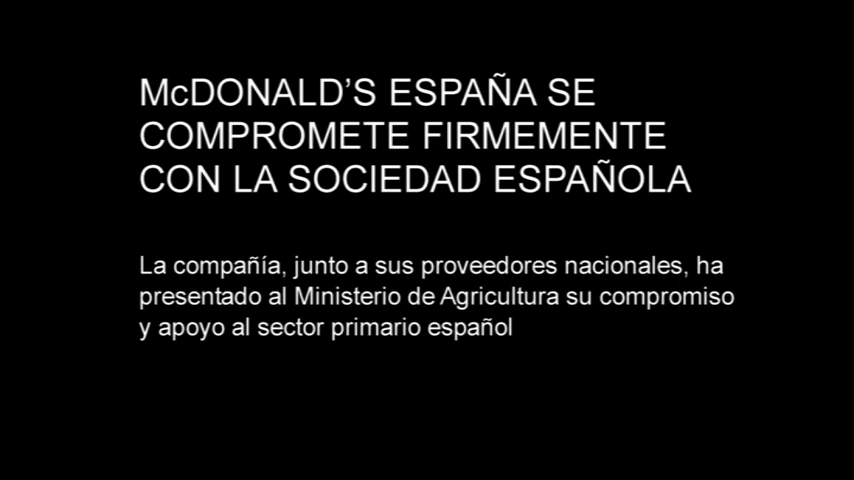 McDONALD'S ESPAÑA SE
COMPROMETE FIRMEMENTE
CON LA SOCIEDAD ESPAÑOLA
La compañía, junto a sus proveedores nacionales, ha
presentado al Ministerio de Agricultura su compromiso
y apoyo al sector primario español